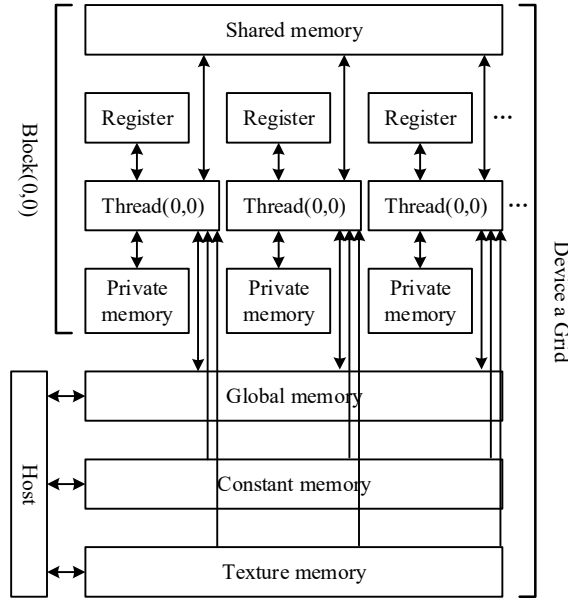 Shared memory
Register
Register
Register
...
Block(0,0)
Thread(0,0)
Thread(0,0)
Thread(0,0)
...
Private
memory
Private
memory
Private
memory
Device a Grid
Host
Global memory
Constant memory
Texture memory